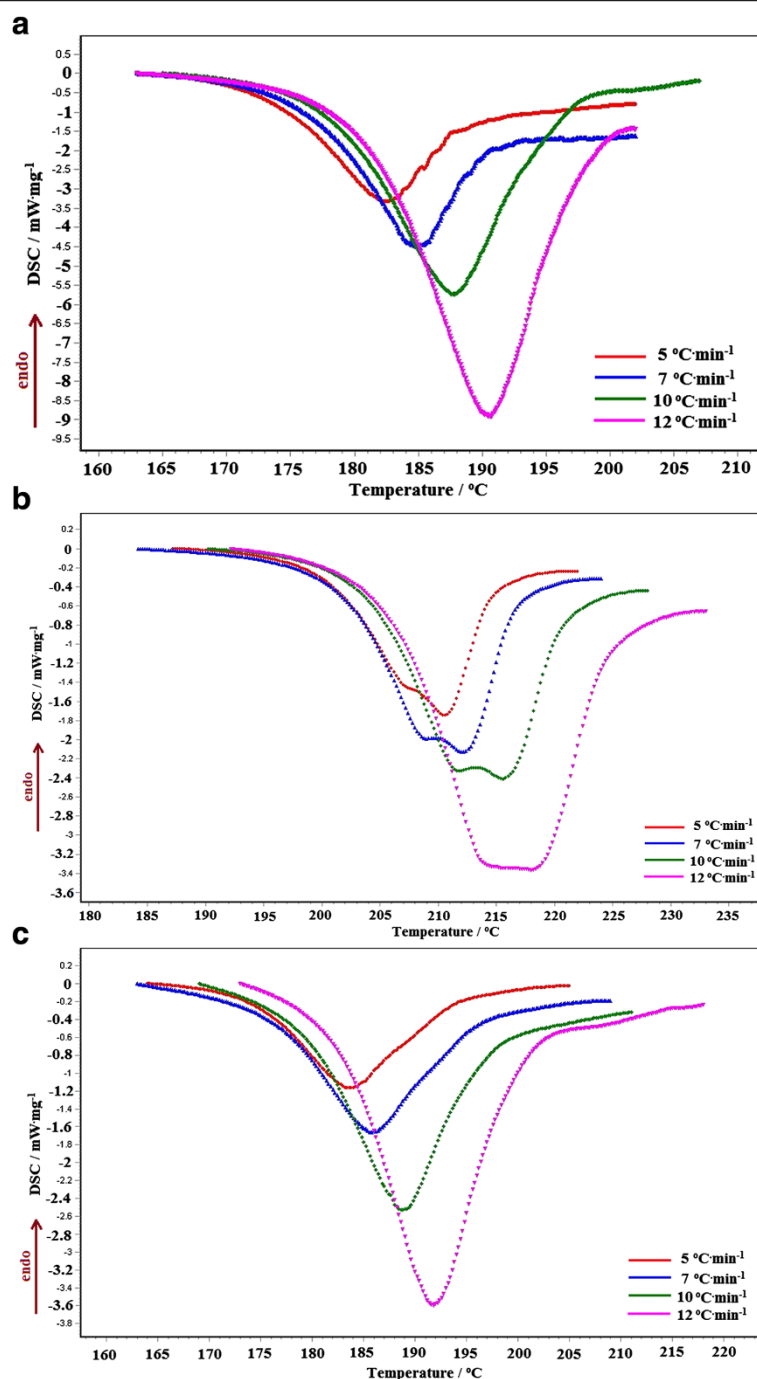 a
0.5
0
-0.5
-1
-1.5
-2
-2.5
-3
-3.5
-4
-4.5
-5
-5.5
-6
-6.5
-7
-7.5
-8
-8.5
-9
-9.5
DSC / mW·mg⁻¹
endo
5 ºC·min⁻¹
7 ºC·min⁻¹
10 ºC·min⁻¹
12 ºC·min⁻¹
160 165 170 175 180 185 190 195 200 205 210
Temperature / ºC
b
0.2
0
-0.2
-0.4
-0.6
-0.8
-1
-1.2
-1.4
-1.6
-1.8
-2
-2.2
-2.4
-2.6
-2.8
-3
-3.2
-3.4
-3.6
DSC / mW·mg⁻¹
endo
5 ºC·min⁻¹
7 ºC·min⁻¹
10 ºC·min⁻¹
12 ºC·min⁻¹
180 185 190 195 200 205 210 215 220 225 230 235
Temperature / ºC
c
0.2
0
-0.2
-0.4
-0.6
-0.8
-1
-1.2
-1.4
-1.6
-1.8
-2
-2.2
-2.4
-2.6
-2.8
-3
-3.2
-3.4
-3.6
-3.8
DSC / mW·mg⁻¹
endo
5 ºC·min⁻¹
7 ºC·min⁻¹
10 ºC·min⁻¹
12 ºC·min⁻¹
160 165 170 175 180 185 190 195 200 205 210 215 220
Temperature / ºC